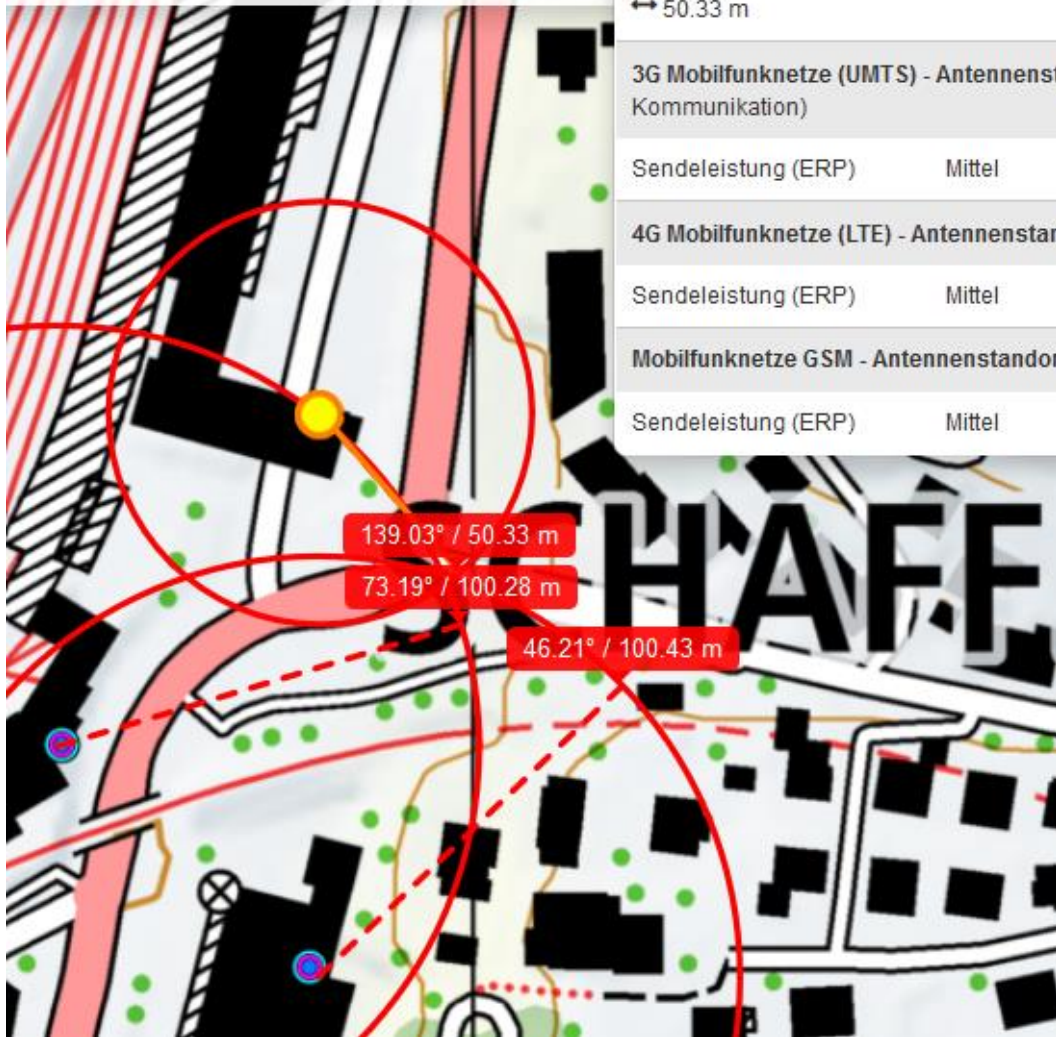 ↔ 50.33 m
3G Mobilfunknetze (UMTS) - Antennenst
Kommunikation)
Sendeleistung (ERP) Mittel
4G Mobilfunknetze (LTE) - Antennenstan
Sendeleistung (ERP) Mittel
Mobilfunknetze GSM - Antennenstandor
Sendeleistung (ERP) Mittel
139.03° / 50.33 m
SCHAFF
73.19° / 100.28 m
46.21° / 100.43 m